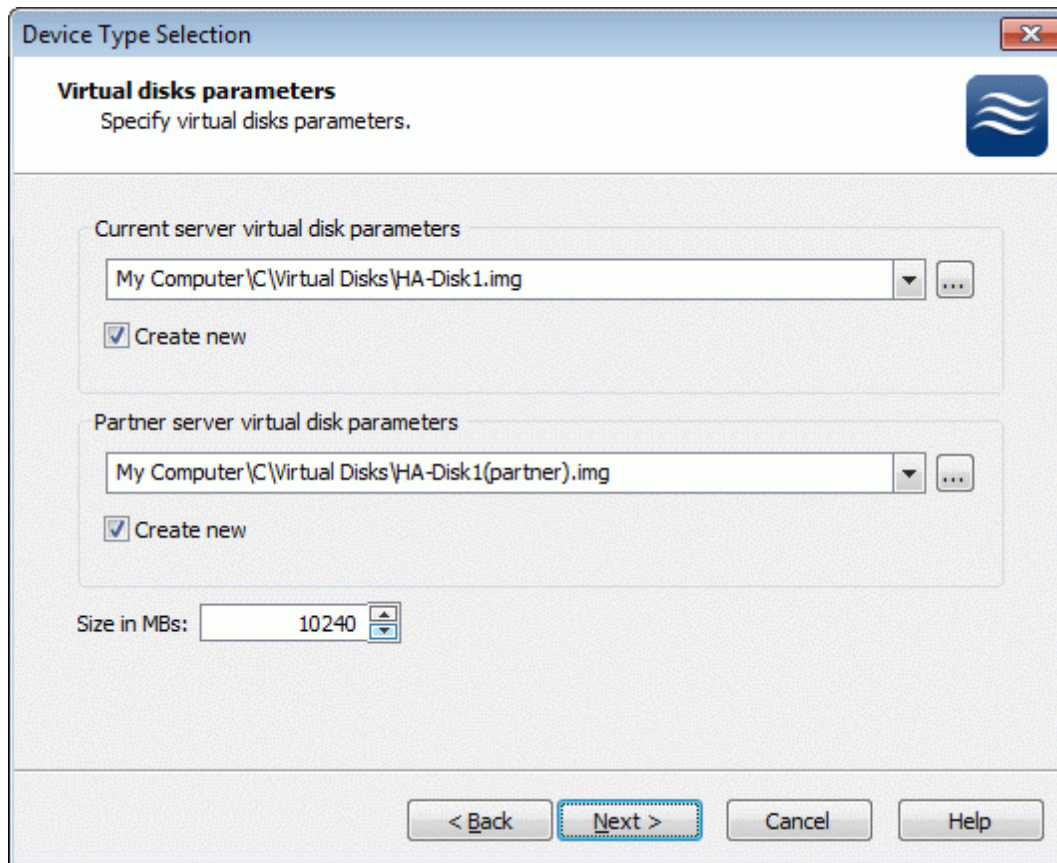 Device Type Selection
Virtual disks parameters
Specify virtual disks parameters.
Current server virtual disk parameters
My Computer\C\Virtual Disks\HA-Disk1.img
...
Create new
Partner server virtual disk parameters
My Computer\C\Virtual Disks\HA-Disk1(partner).img
...
Create new
Size in MBs: 10240
< Back Next > Cancel Help